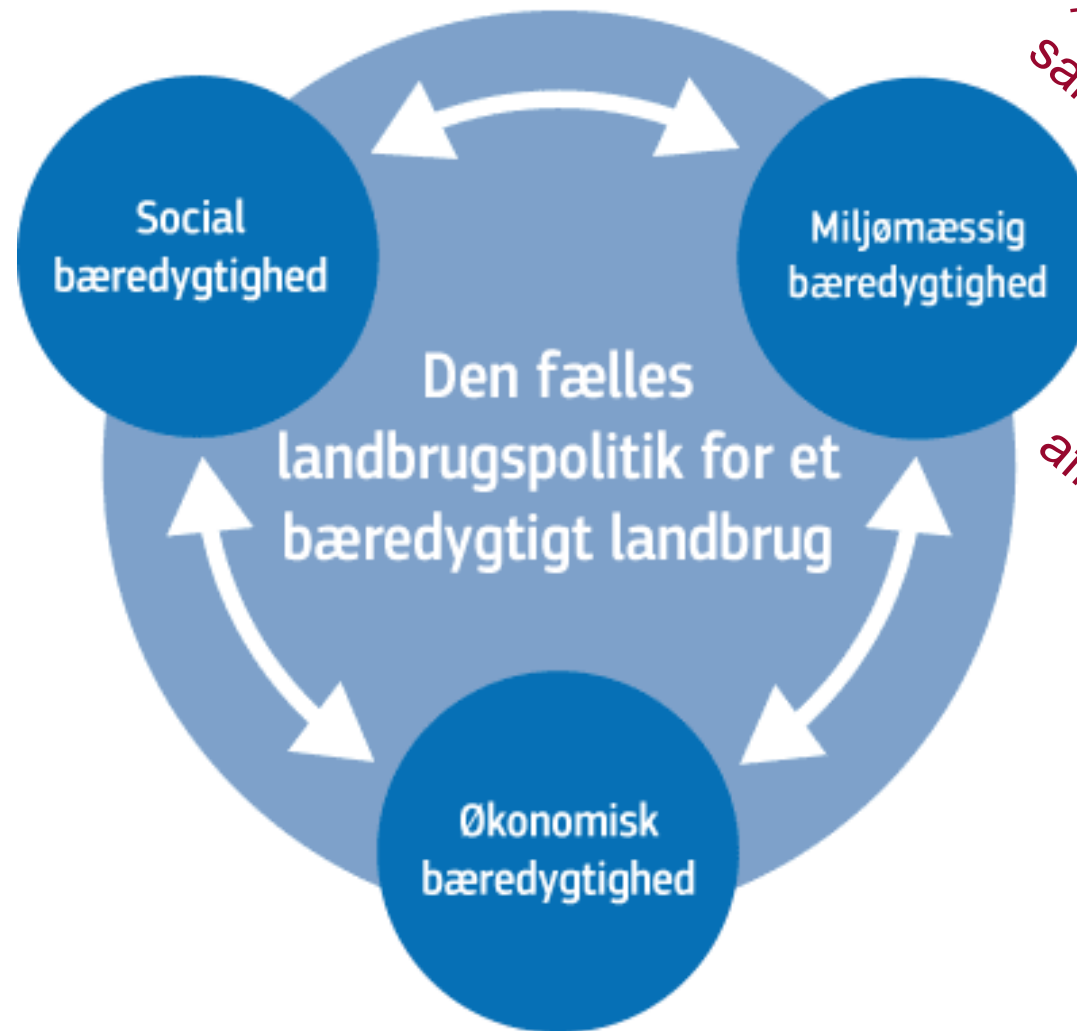 Social
bæredygtighed
Miljømæssig
bæredygtighed
Den fælles
landbrugspolitik for et
bæredygtigt landbrug
Økonomisk
bæredygtighed